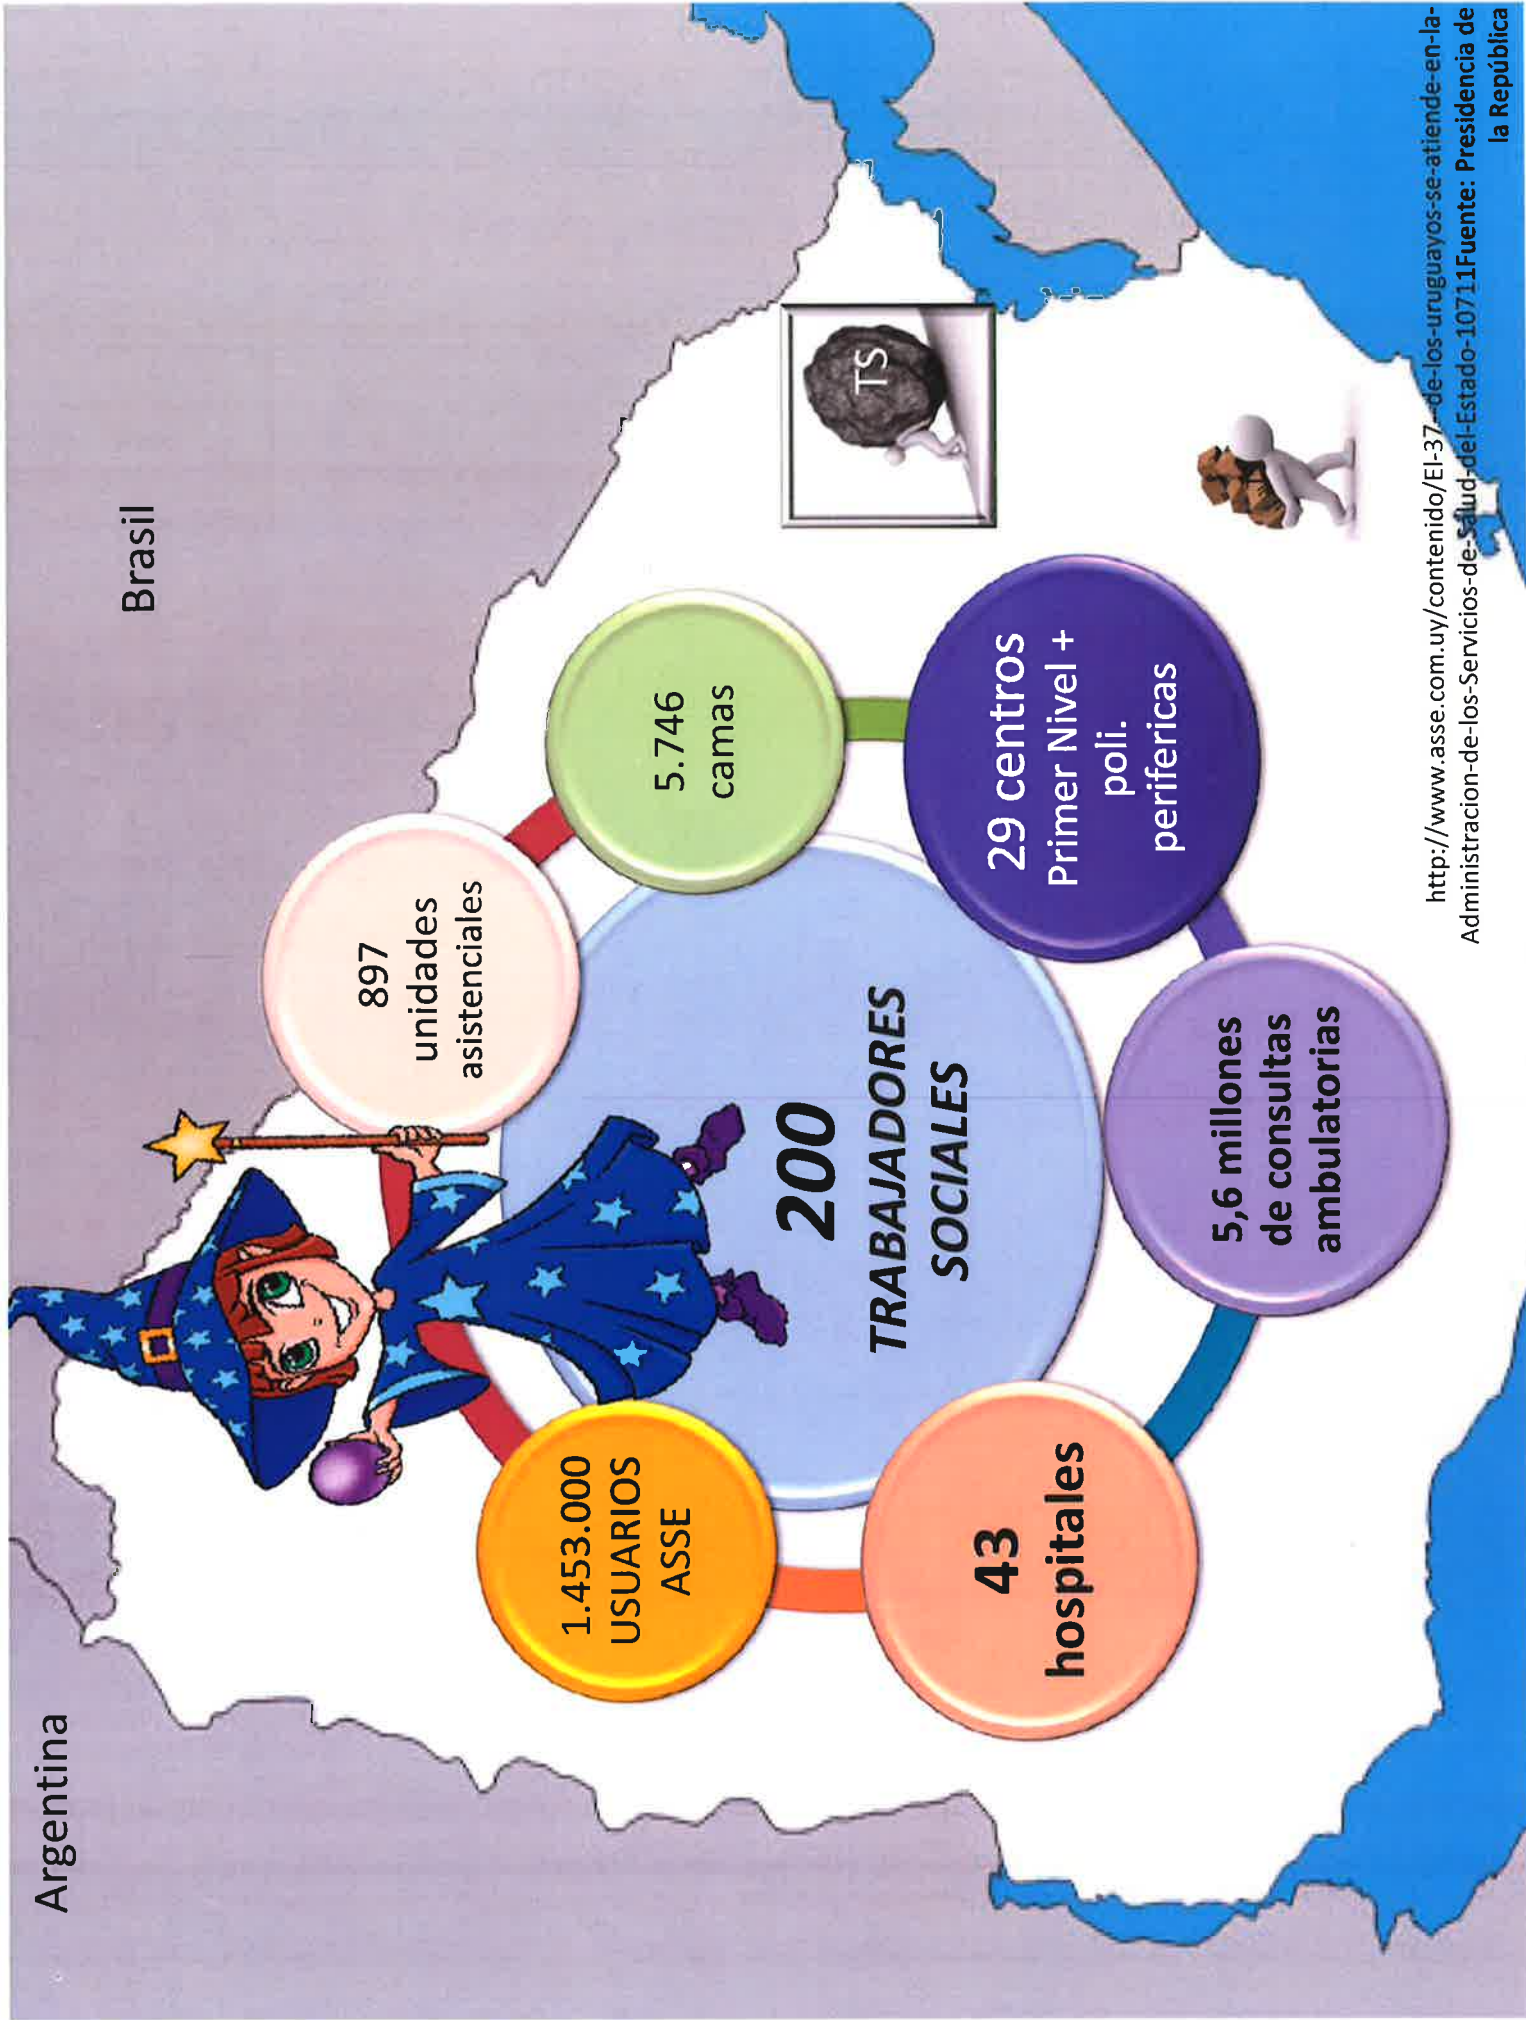 Argentina
Brasil
897
unidades
asistenciales
1.453.000
USUARIOS
ASSE
5.746
camas
200
TRABAJADORES
SOCIALES
TS
43
hospitales
29 centros
Primer Nivel +
poli.
perifericas
5,6 millones
de consultas
ambulatorias
http://www.asse.com.uy/contenido/El-37--de-los-uruguayos-se-atiende-en-la-
Administracion-de-los-Servicios-de-Salud-del-Estado-10711Fuente: Presidencia de
la República